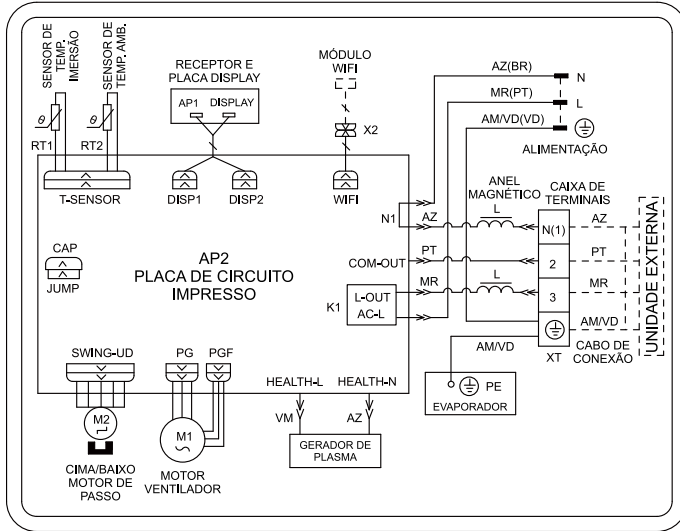 SENSOR DE
TEMP.
IMERSÃO
SENSOR DE
TEMP. AMB.
θ
RT1
θ
RT2
T-SENSOR
RECEPTOR E
PLACA DISPLAY
AP1 DISPLAY
DISP1
DISP2
MÓDULO
WIFI
X2
WIFI
AZ(BR)
N
MR(PT)
L
AM/VD(VD)
ALIMENTAÇÃO
ANEL
MAGNÉTICO
CAIXA DE
TERMINAIS
N1
AZ
L
N(1)
AZ
COM-OUT
PT
2
PT
K1
L-OUT
AC-L
MR
L
3
MR
AM/VD
XT
CABO DE
CONEXÃO
UNIDADE EXTERNA
AM/VD
PE
EVAPORADOR
CAP
JUMP
AP2
PLACA DE CIRCUITO
IMPRESSO
SWING-UD
PG
PGF
HEALTH-L
HEALTH-N
M2
CIMA/BAIXO
MOTOR DE
PASSO
M1
MOTOR
VENTILADOR
VM
AZ
GERADOR DE
PLASMA